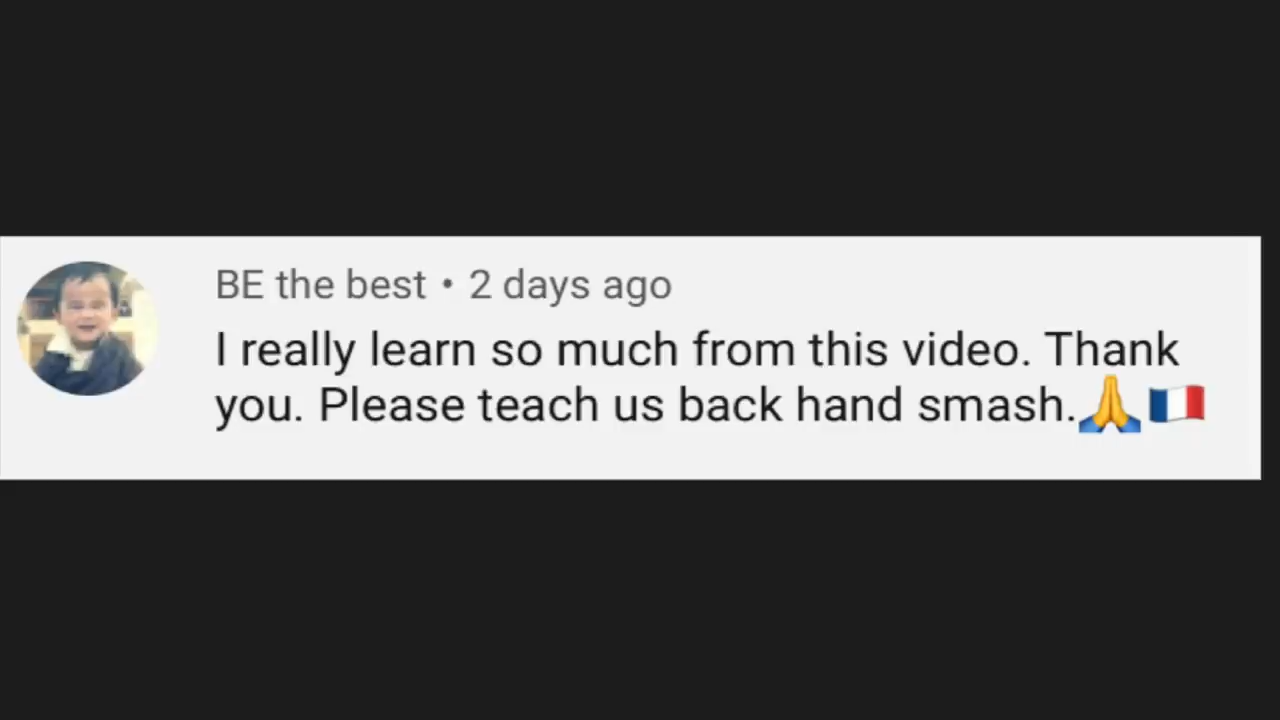 BE the best • 2 days ago
I really learn so much from this video. Thank
you. Please teach us back hand smash.🙏🇫🇷